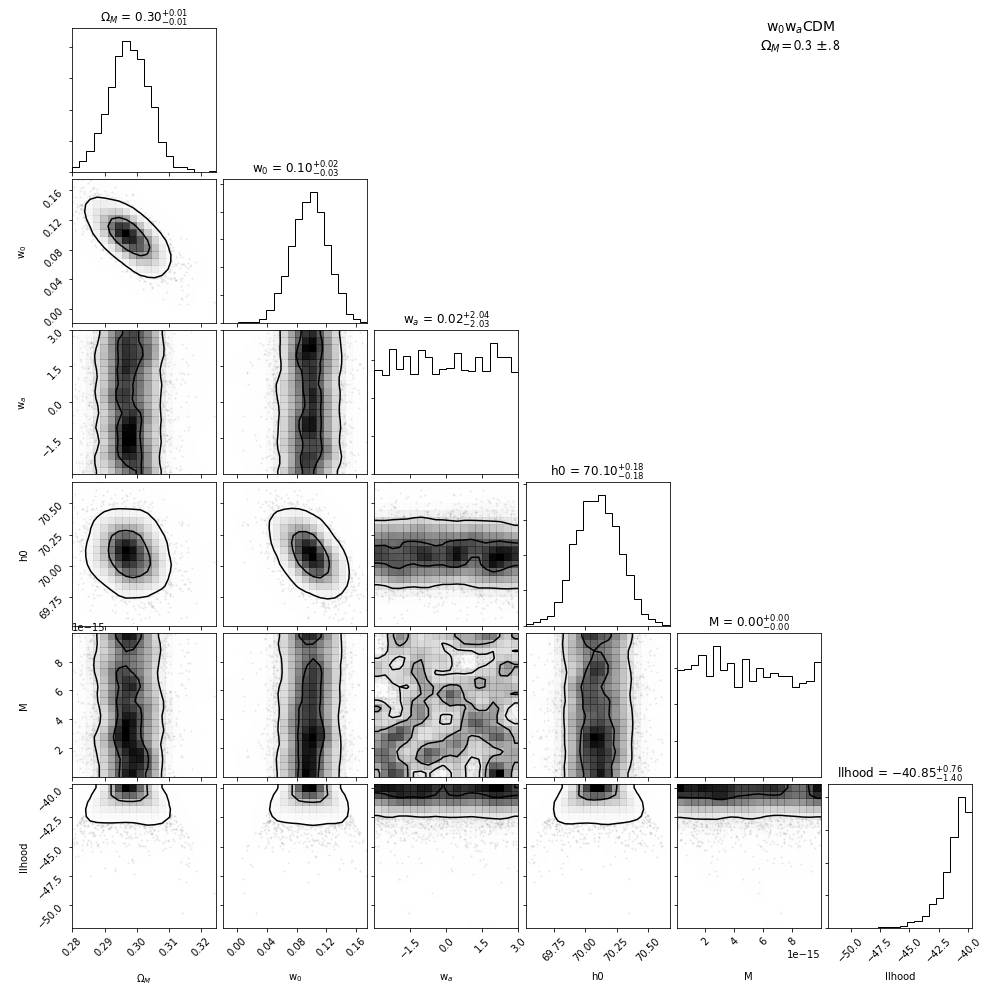 Ω_M = 0.30^{+0.01}_{-0.01}
w₀w_aCDM
Ω_M=0.3 ±.8
w₀ = 0.10^{+0.02}_{-0.03}
w₀
0.16
0.12
0.08
0.04
0.00
w_a = 0.02^{+2.04}_{-2.03}
w_a
3.0
1.5
0.0
−1.5
h0 = 70.10^{+0.18}_{-0.18}
h0
70.50
70.25
70.00
69.75
M = 0.00^{+0.00}_{-0.00}
1e−15
M
8
6
4
2
llhood = −40.85^{+0.76}_{-1.40}
llhood
−40.0
−42.5
−45.0
−47.5
−50.0
0.28 0.29 0.30 0.31 0.32
0.00 0.04 0.08 0.12 0.16
−1.5 0.0 1.5 3.0
69.75 70.00 70.25 70.50
2 4 6 8
1e−15
−50.0 −47.5 −45.0 −42.5 −40.0
Ω_M w₀ w_a h0 M llhood